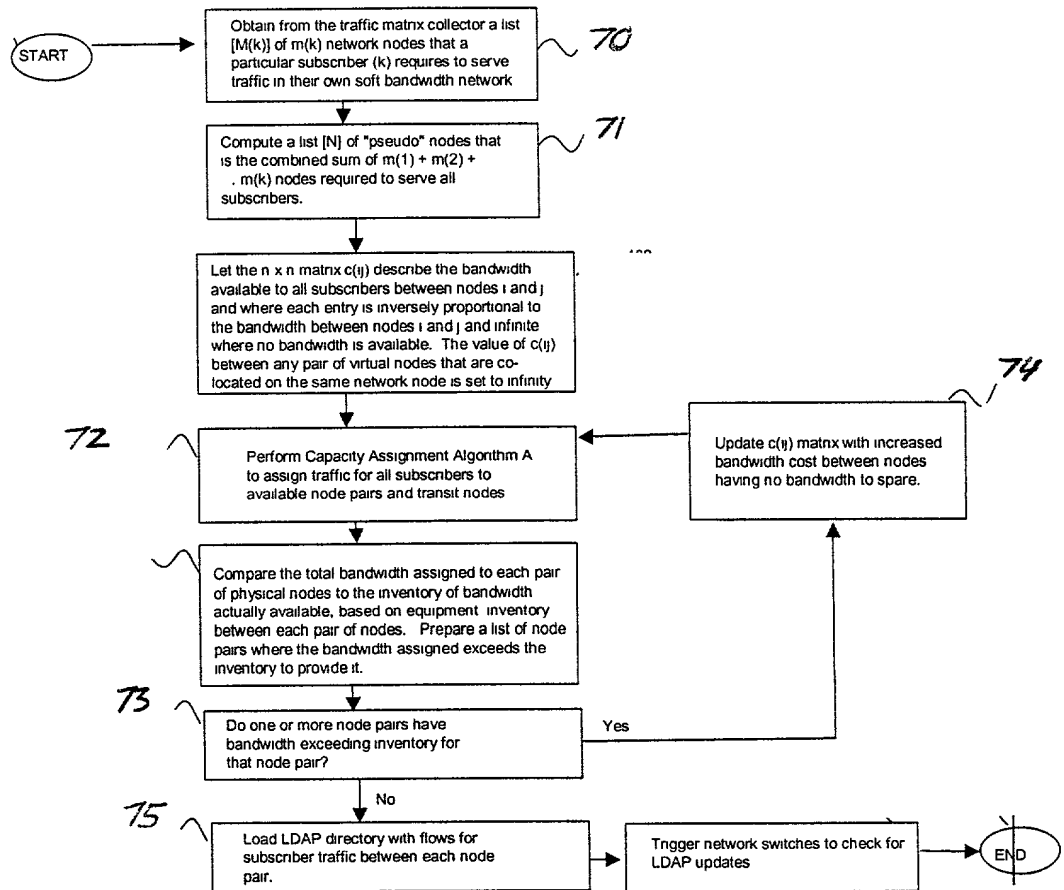 START
Obtain from the traffic matrix collector a list
[M(k)] of m(k) network nodes that a
particular subscriber (k) requires to serve
traffic in their own soft bandwidth network
70
Compute a list [N] of "pseudo" nodes that
is the combined sum of m(1) + m(2) +
. m(k) nodes required to serve all
subscribers.
71
Let the n x n matrix c(ij) describe the bandwidth
available to all subscribers between nodes i and j
and where each entry is inversely proportional to
the bandwidth between nodes i and j and infinite
where no bandwidth is available. The value of c(ij)
between any pair of virtual nodes that are co-
located on the same network node is set to infinity
72
Perform Capacity Assignment Algorithm A
to assign traffic for all subscribers to
available node pairs and transit nodes
74
Update c(ij) matrix with increased
bandwidth cost between nodes
having no bandwidth to spare.
Compare the total bandwidth assigned to each pair
of physical nodes to the inventory of bandwidth
actually available, based on equipment inventory
between each pair of nodes. Prepare a list of node
pairs where the bandwidth assigned exceeds the
inventory to provide it.
73
Do one or more node pairs have
bandwidth exceeding inventory for
that node pair?
Yes
No
75
Load LDAP directory with flows for
subscriber traffic between each node
pair.
Trigger network switches to check for
LDAP updates
END